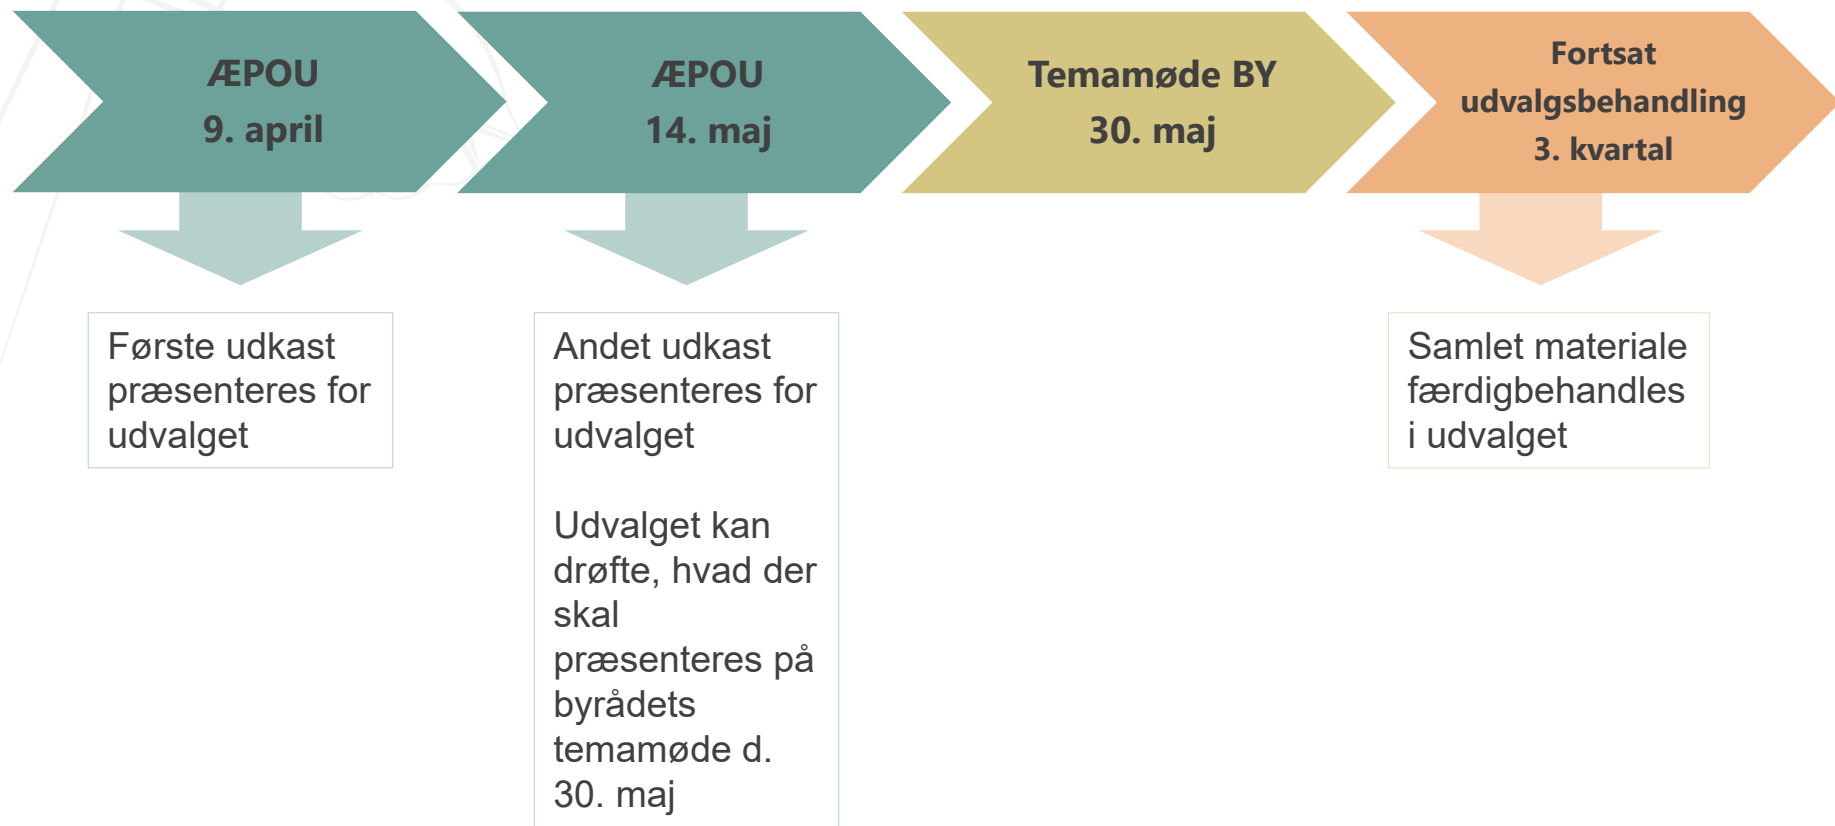 ÆPOU
9. april
ÆPOU
14. maj
Temamøde BY
30. maj
Fortsat
udvalgsbehandling
3. kvartal
Første udkast
præsenteres for
udvalget
Andet udkast
præsenteres for
udvalget
Udvalget kan
drøfte, hvad der
skal
præsenteres på
byrådets
temamøde d.
30. maj
Samlet materiale
færdigbehandles
i udvalget